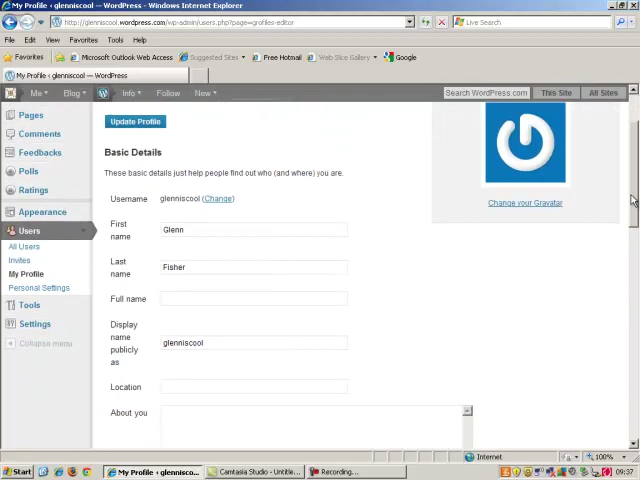 My Profile ‹ glenniscool — WordPress - Windows Internet Explorer
http://glenniscool.wordpress.com/wp-admin/users.php?page=grofiles-editor
Live Search
File Edit View Favorites Tools Help
Favorites Microsoft Outlook Web Access Suggested Sites Free Hotmail Web Slice Gallery Google
My Profile ‹ glenniscool — WordPress
Me Blog Info Follow New Search WordPress.com This Site All Sites
Pages
Comments
Feedbacks
Polls
Ratings
Appearance
Users
All Users
Invites
My Profile
Personal Settings
Tools
Settings
Collapse menu
Update Profile
Basic Details
These basic details just help people find out who (and where) you are.
Username glenniscool (Change)
First
name
Glenn
Last
name
Fisher
Full name
Display
name
publicly
as
glenniscool
Location
About you
Change your Gravatar
Internet 100%
Start My Profile ‹ glennisco... Camtasia Studio - Untitle... Recording... 09:37